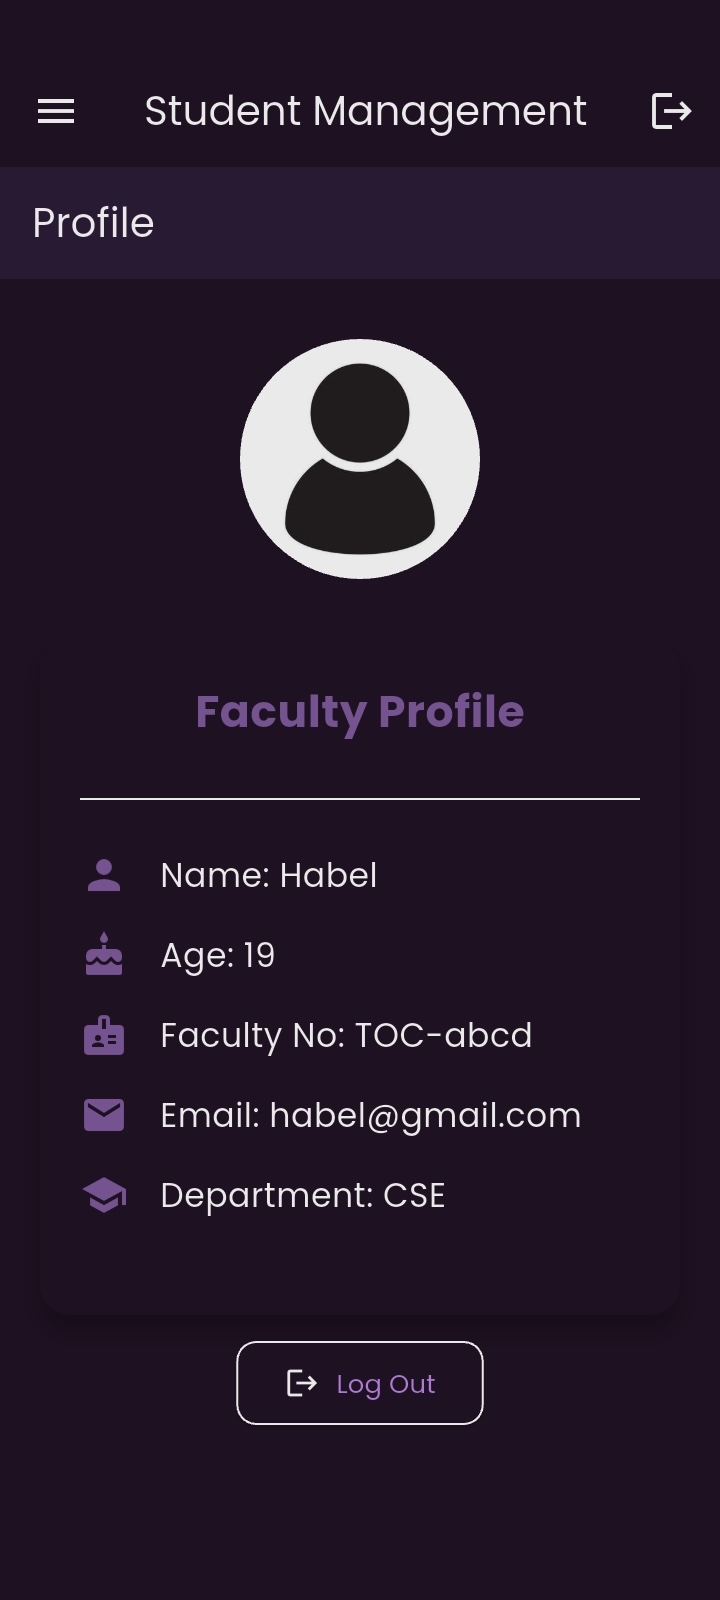 Student Management
Profile
Faculty Profile
Name: Habel
Age: 19
Faculty No: TOC-abcd
Email: habel@gmail.com
Department: CSE
Log Out